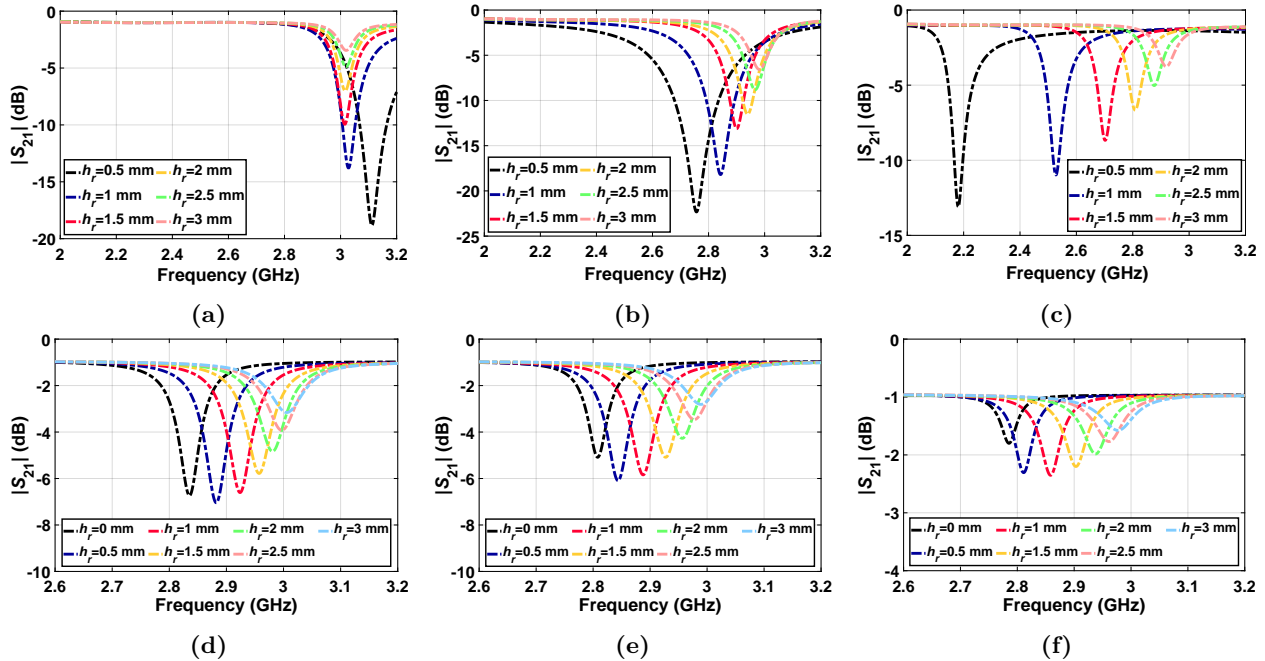 0
-5
-10
-15
-20
|S21| (dB)
hr=0.5 mm hr=2 mm
hr=1 mm hr=2.5 mm
hr=1.5 mm hr=3 mm
2 2.2 2.4 2.6 2.8 3 3.2
Frequency (GHz)
(a)
0
-5
-10
-15
-20
-25
|S21| (dB)
hr=0.5 mm hr=2 mm
hr=1 mm hr=2.5 mm
hr=1.5 mm hr=3 mm
2 2.2 2.4 2.6 2.8 3 3.2
Frequency (GHz)
(b)
0
-5
-10
-15
|S21| (dB)
hr=0.5 mm hr=2 mm
hr=1 mm hr=2.5 mm
hr=1.5 mm hr=3 mm
2 2.2 2.4 2.6 2.8 3 3.2
Frequency (GHz)
(c)
0
-2
-4
-6
-8
-10
|S21| (dB)
hr=0 mm hr=1 mm hr=2 mm hr=3 mm
hr=0.5 mm hr=1.5 mm hr=2.5 mm
2.6 2.7 2.8 2.9 3 3.1 3.2
Frequency (GHz)
(d)
0
-2
-4
-6
-8
-10
|S21| (dB)
hr=0 mm hr=1 mm hr=2 mm hr=3 mm
hr=0.5 mm hr=1.5 mm hr=2.5 mm
2.6 2.7 2.8 2.9 3 3.1 3.2
Frequency (GHz)
(e)
0
-1
-2
-3
-4
|S21| (dB)
hr=0 mm hr=1 mm hr=2 mm hr=3 mm
hr=0.5 mm hr=1.5 mm hr=2.5 mm
2.6 2.7 2.8 2.9 3 3.1 3.2
Frequency (GHz)
(f)